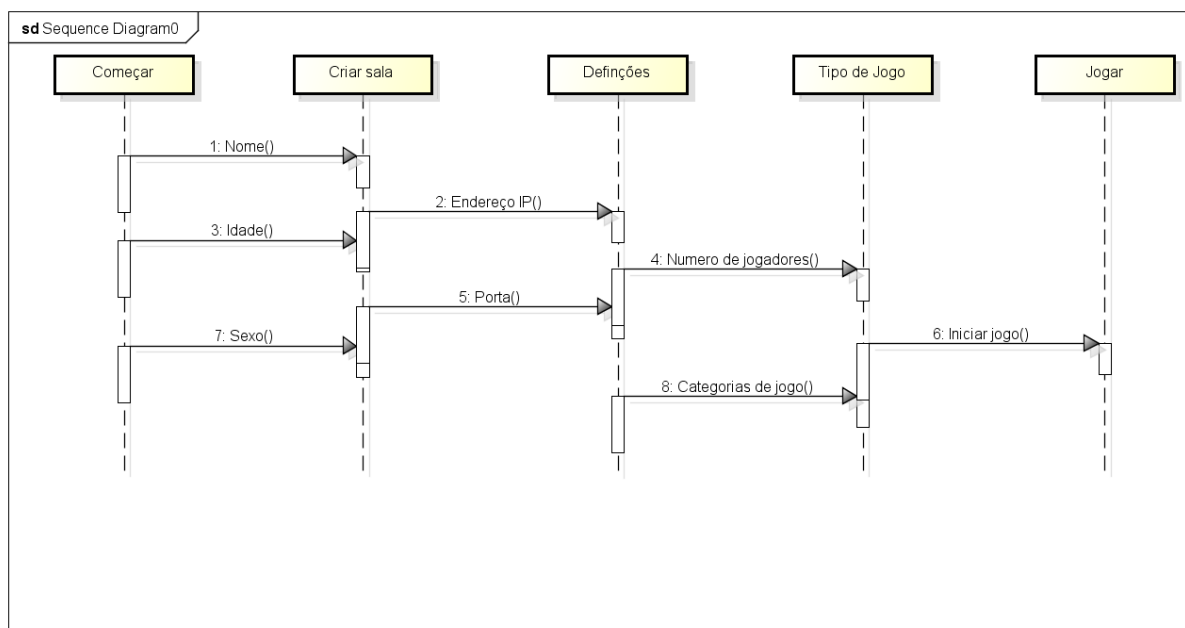 sd Sequence Diagram0
Começar
Criar sala
Definções
Tipo de Jogo
Jogar
1: Nome()
2: Endereço IP()
3: Idade()
4: Numero de jogadores()
5: Porta()
7: Sexo()
6: Iniciar jogo()
8: Categorias de jogo()